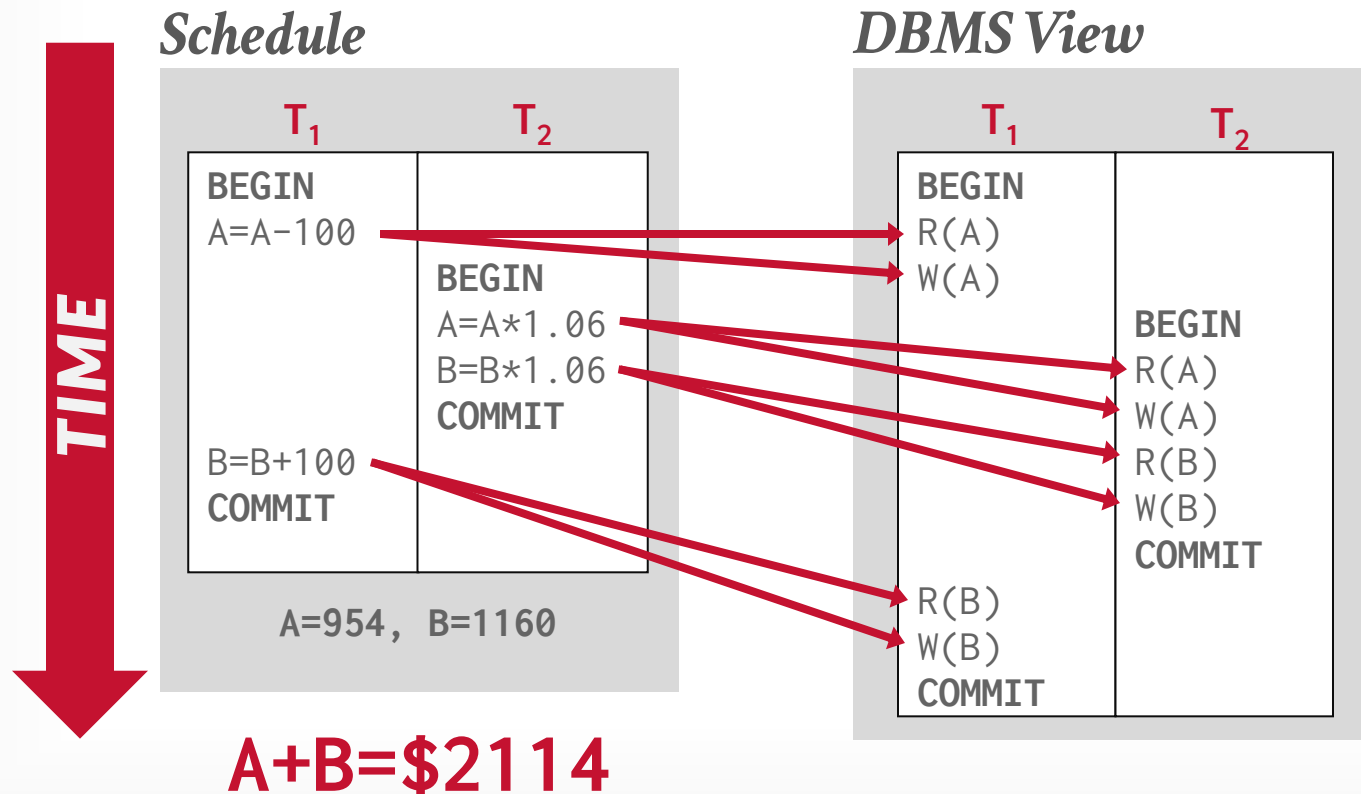 Schedule
DBMS View
TIME
T₁
T₂
BEGIN
A=A-100
BEGIN
A=A*1.06
B=B*1.06
COMMIT
B=B+100
COMMIT
A=954, B=1160
A+B=$2114
T₁
T₂
BEGIN
R(A)
W(A)
BEGIN
R(A)
W(A)
R(B)
W(B)
COMMIT
R(B)
W(B)
COMMIT